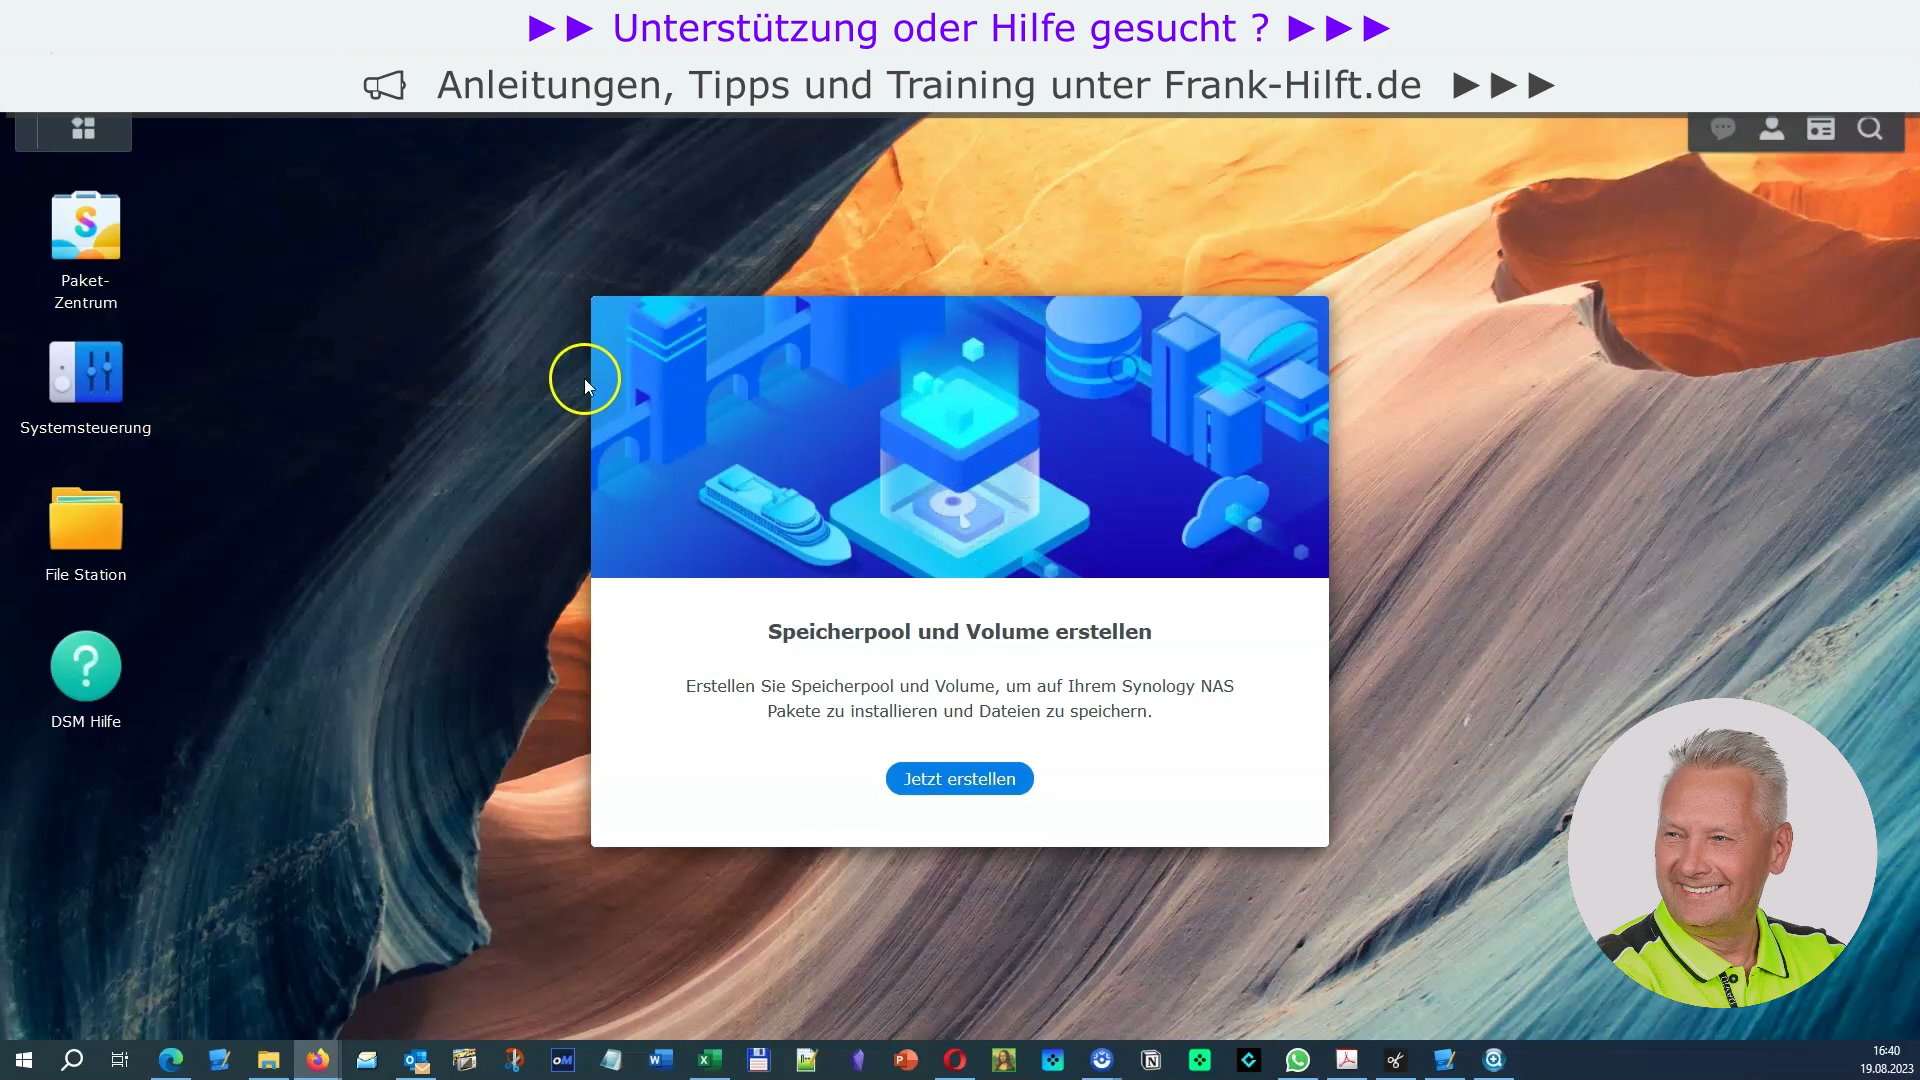 ►► Unterstützung oder Hilfe gesucht ? ►►►
Anleitungen, Tipps und Training unter Frank-Hilft.de ►►►
Paket-
Zentrum
Systemsteuerung
File Station
DSM Hilfe
Speicherpool und Volume erstellen
Erstellen Sie Speicherpool und Volume, um auf Ihrem Synology NAS
Pakete zu installieren und Dateien zu speichern.
Jetzt erstellen
16:40
19.08.2023